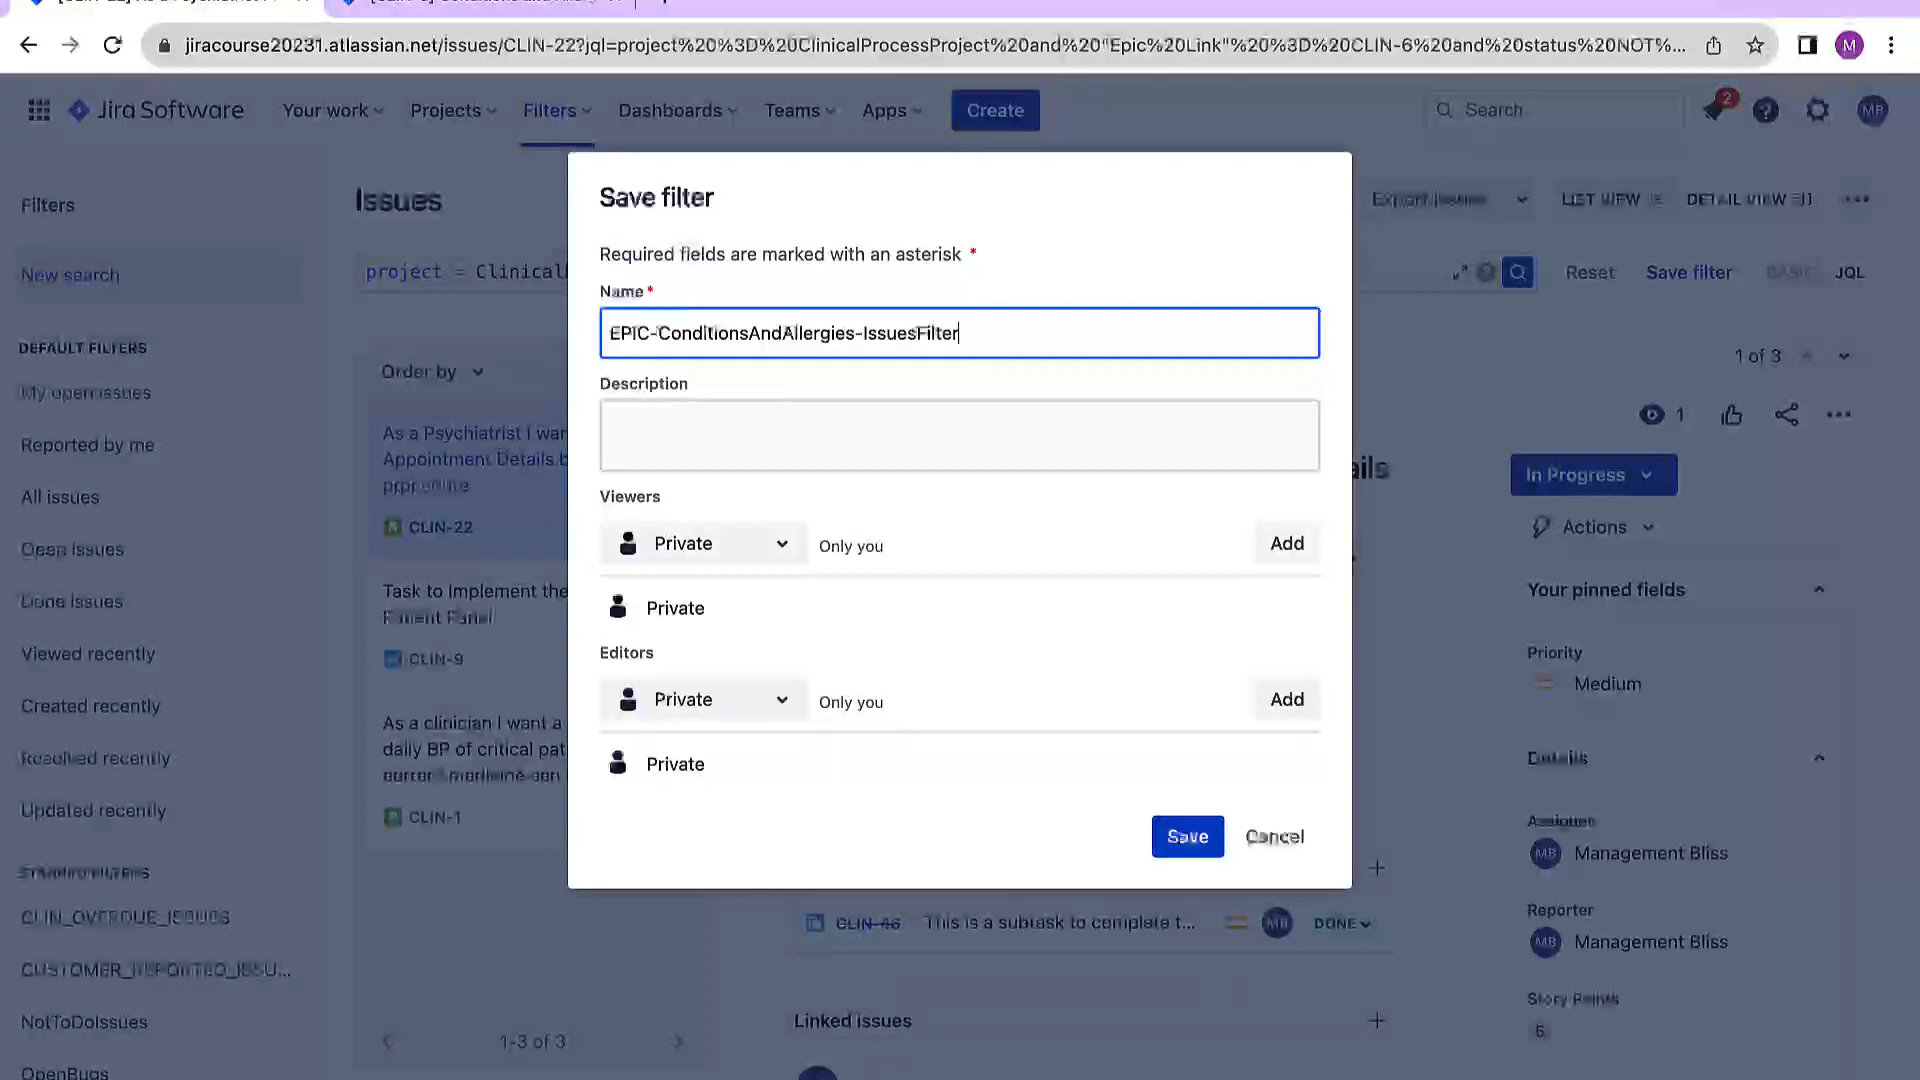 jiracourse20231.atlassian.net/issues/CLIN-22?jql=project%20%3D%20ClinicalProcessProject%20and%20"Epic%20Link"%20%3D%20CLIN-6%20and%20status%20NOT%...
M
Jira Software
Your work
Projects
Filters
Dashboards
Teams
Apps
Create
Search
2
MB
Filters
Issues
Export issues
LIST VIEW
DETAIL VIEW
New search
project = Clinical
Reset
Save filter
BASIC
JQL
DEFAULT FILTERS
My open issues
Reported by me
All issues
Open issues
Done issues
Viewed recently
Created recently
Resolved recently
Updated recently
STARRED FILTERS
CLIN_OVERDUE_ISSUES
CUSTOMER_REPORTED_ISSU...
NotToDoIssues
OpenBugs
Order by
As a Psychiatrist I wan
Appointment Details
CLIN-22
Task to Implement the
Patient Panel
CLIN-9
As a clinician I want a
daily BP of critical pat
CLIN-1
1-3 of 3
Save filter
Required fields are marked with an asterisk *
Name *
EPIC-ConditionsAndAllergies-IssuesFilter
Description
Viewers
Private
Only you
Add
Private
Editors
Private
Only you
Add
Private
Save
Cancel
CLIN-46
This is a subtask to complete t...
MB
DONE
Linked issues
1 of 3
1
ails
In Progress
Actions
Your pinned fields
Priority
Medium
Details
Assignee
MB
Management Bliss
Reporter
MB
Management Bliss
Story Points